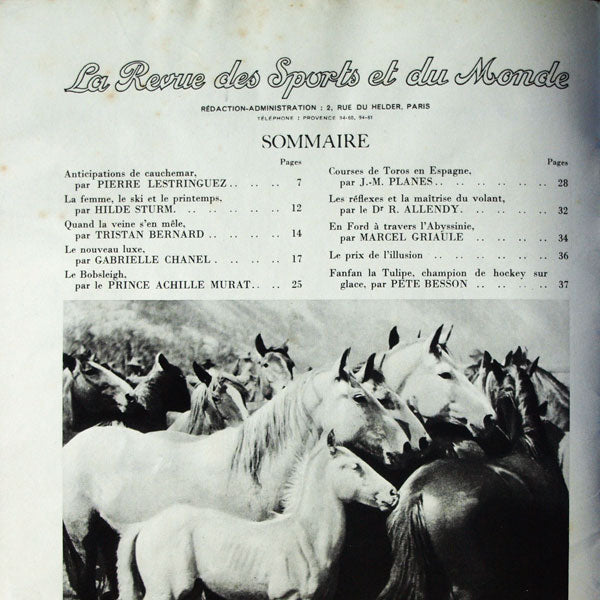 La Revue des Sports et du Monde
RÉDACTION-ADMINISTRATION : 2, RUE DU HELDER, PARIS
TÉLÉPHONE : PROVENCE 94-60, 94-61
SOMMAIRE
Pages
Anticipations de cauchemar,
par PIERRE LESTRINGUEZ.. .. .. 7
La femme, le ski et le printemps,
par HILDE STURM. .. .. .. .. 12
Quand la veine s'en mêle,
par TRISTAN BERNARD .. .. .. 14
Le nouveau luxe,
par GABRIELLE CHANEL . .. .. 17
Le Bobsleigh,
par le PRINCE ACHILLE MURAT.. .. 25
Pages
Courses de Toros en Espagne,
par J.-M. PLANES.. .. .. .. .. .. 28
Les réflexes et la maîtrise du volant,
par le Dr R. ALLENDY. .. .. .. .. 32
En Ford à travers l'Abyssinie,
par MARCEL GRIAULE .. .. .. .. 34
Le prix de l'illusion .. .. .. .. .. .. 36
Fanfan la Tulipe, champion de hockey sur
glace, par PÈTE BESSON .. .. .. .. 37